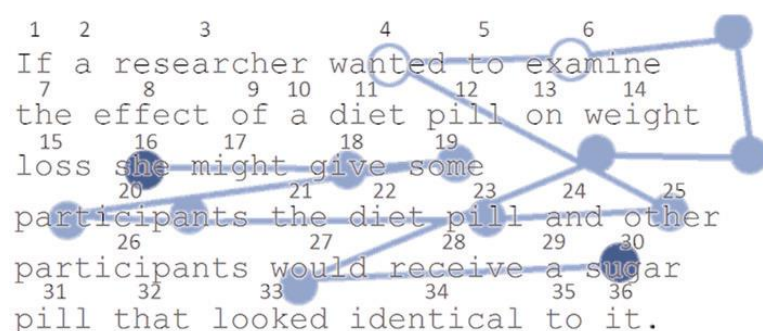 1 2 3 4 5 6
If a researcher wanted to examine
7 8 9 10 11 12 13 14
the effect of a diet pill on weight
15 16 17 18 19
loss she might give some
20 21 22 23 24 25
participants the diet pill and other
26 27 28 29 30
participants would receive a sugar
31 32 33 34 35 36
pill that looked identical to it.